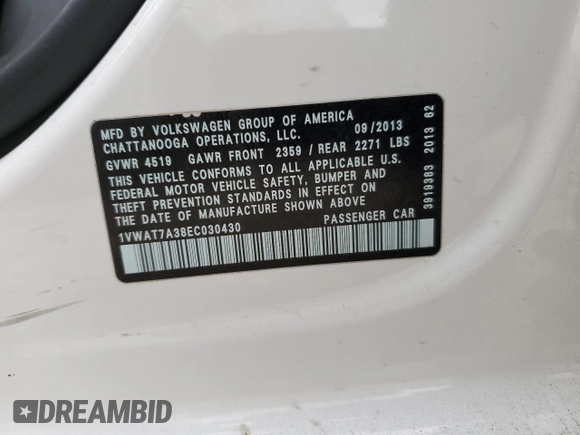 MFD BY VOLKSWAGEN GROUP OF AMERICA
CHATTANOOGA OPERATIONS, LLC. 09/2013
GVWR 4519 GAWR FRONT 2359 / REAR 2271 LBS
THIS VEHICLE CONFORMS TO ALL APPLICABLE U.S.
FEDERAL MOTOR VEHICLE SAFETY, BUMPER AND
THEFT PREVENTION STANDARDS IN EFFECT ON
THE DATE OF MANUFACTURE SHOWN ABOVE
1VWAT7A38EC030430 PASSENGER CAR
3919383 2013 62
DREAMBID